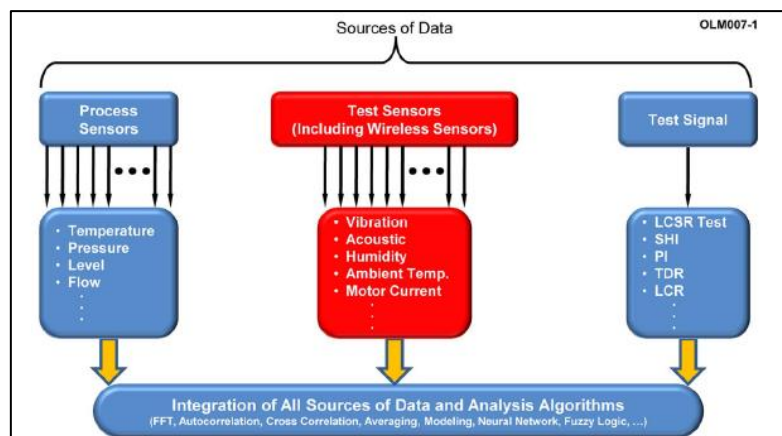 Sources of Data
OLM007-1
Process
Sensors
Test Sensors
(Including Wireless Sensors)
Test Signal
• Temperature
• Pressure
• Level
• Flow
• Vibration
• Acoustic
• Humidity
• Ambient Temp.
• Motor Current
• LCSR Test
• SHI
• PI
• TDR
• LCR
Integration of All Sources of Data and Analysis Algorithms
(FFT, Autocorrelation, Cross Correlation, Averaging, Modeling, Neural Network, Fuzzy Logic, ...)